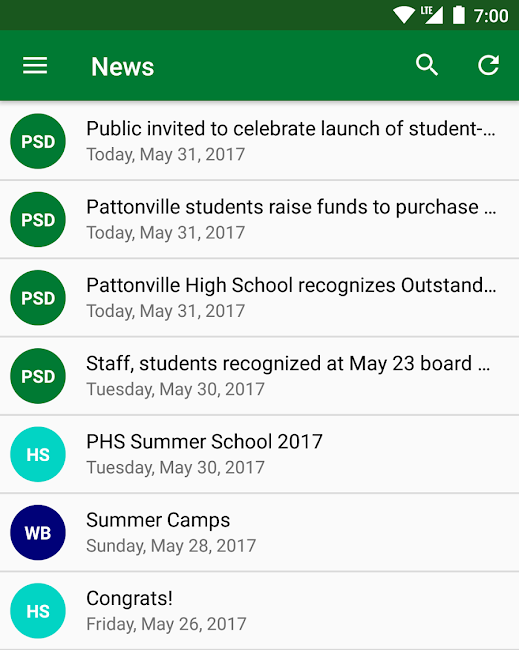 LTE 7:00
News
PSD Public invited to celebrate launch of student-...
Today, May 31, 2017
PSD Pattonville students raise funds to purchase ...
Today, May 31, 2017
PSD Pattonville High School recognizes Outstand...
Today, May 31, 2017
PSD Staff, students recognized at May 23 board ...
Tuesday, May 30, 2017
HS PHS Summer School 2017
Tuesday, May 30, 2017
WB Summer Camps
Sunday, May 28, 2017
HS Congrats!
Friday, May 26, 2017